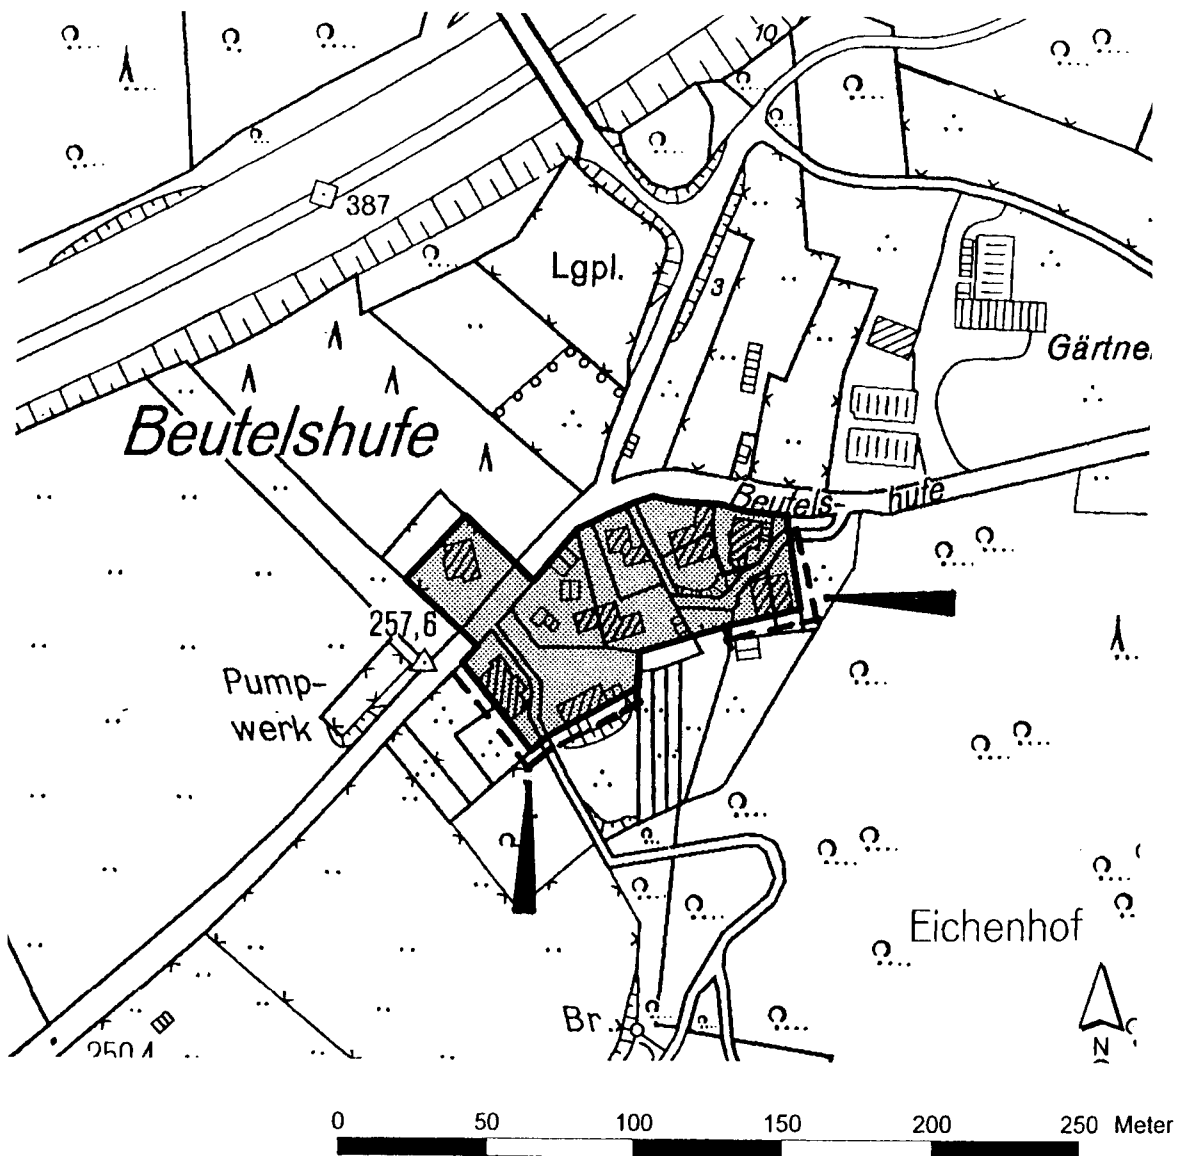 10
387
Lgpl.
3
Gärtner
Beutelshufe
Beutels- hufe
257,6
Pump-
werk
Eichenhof
Br.
250,4
N
0 50 100 150 200 250 Meter